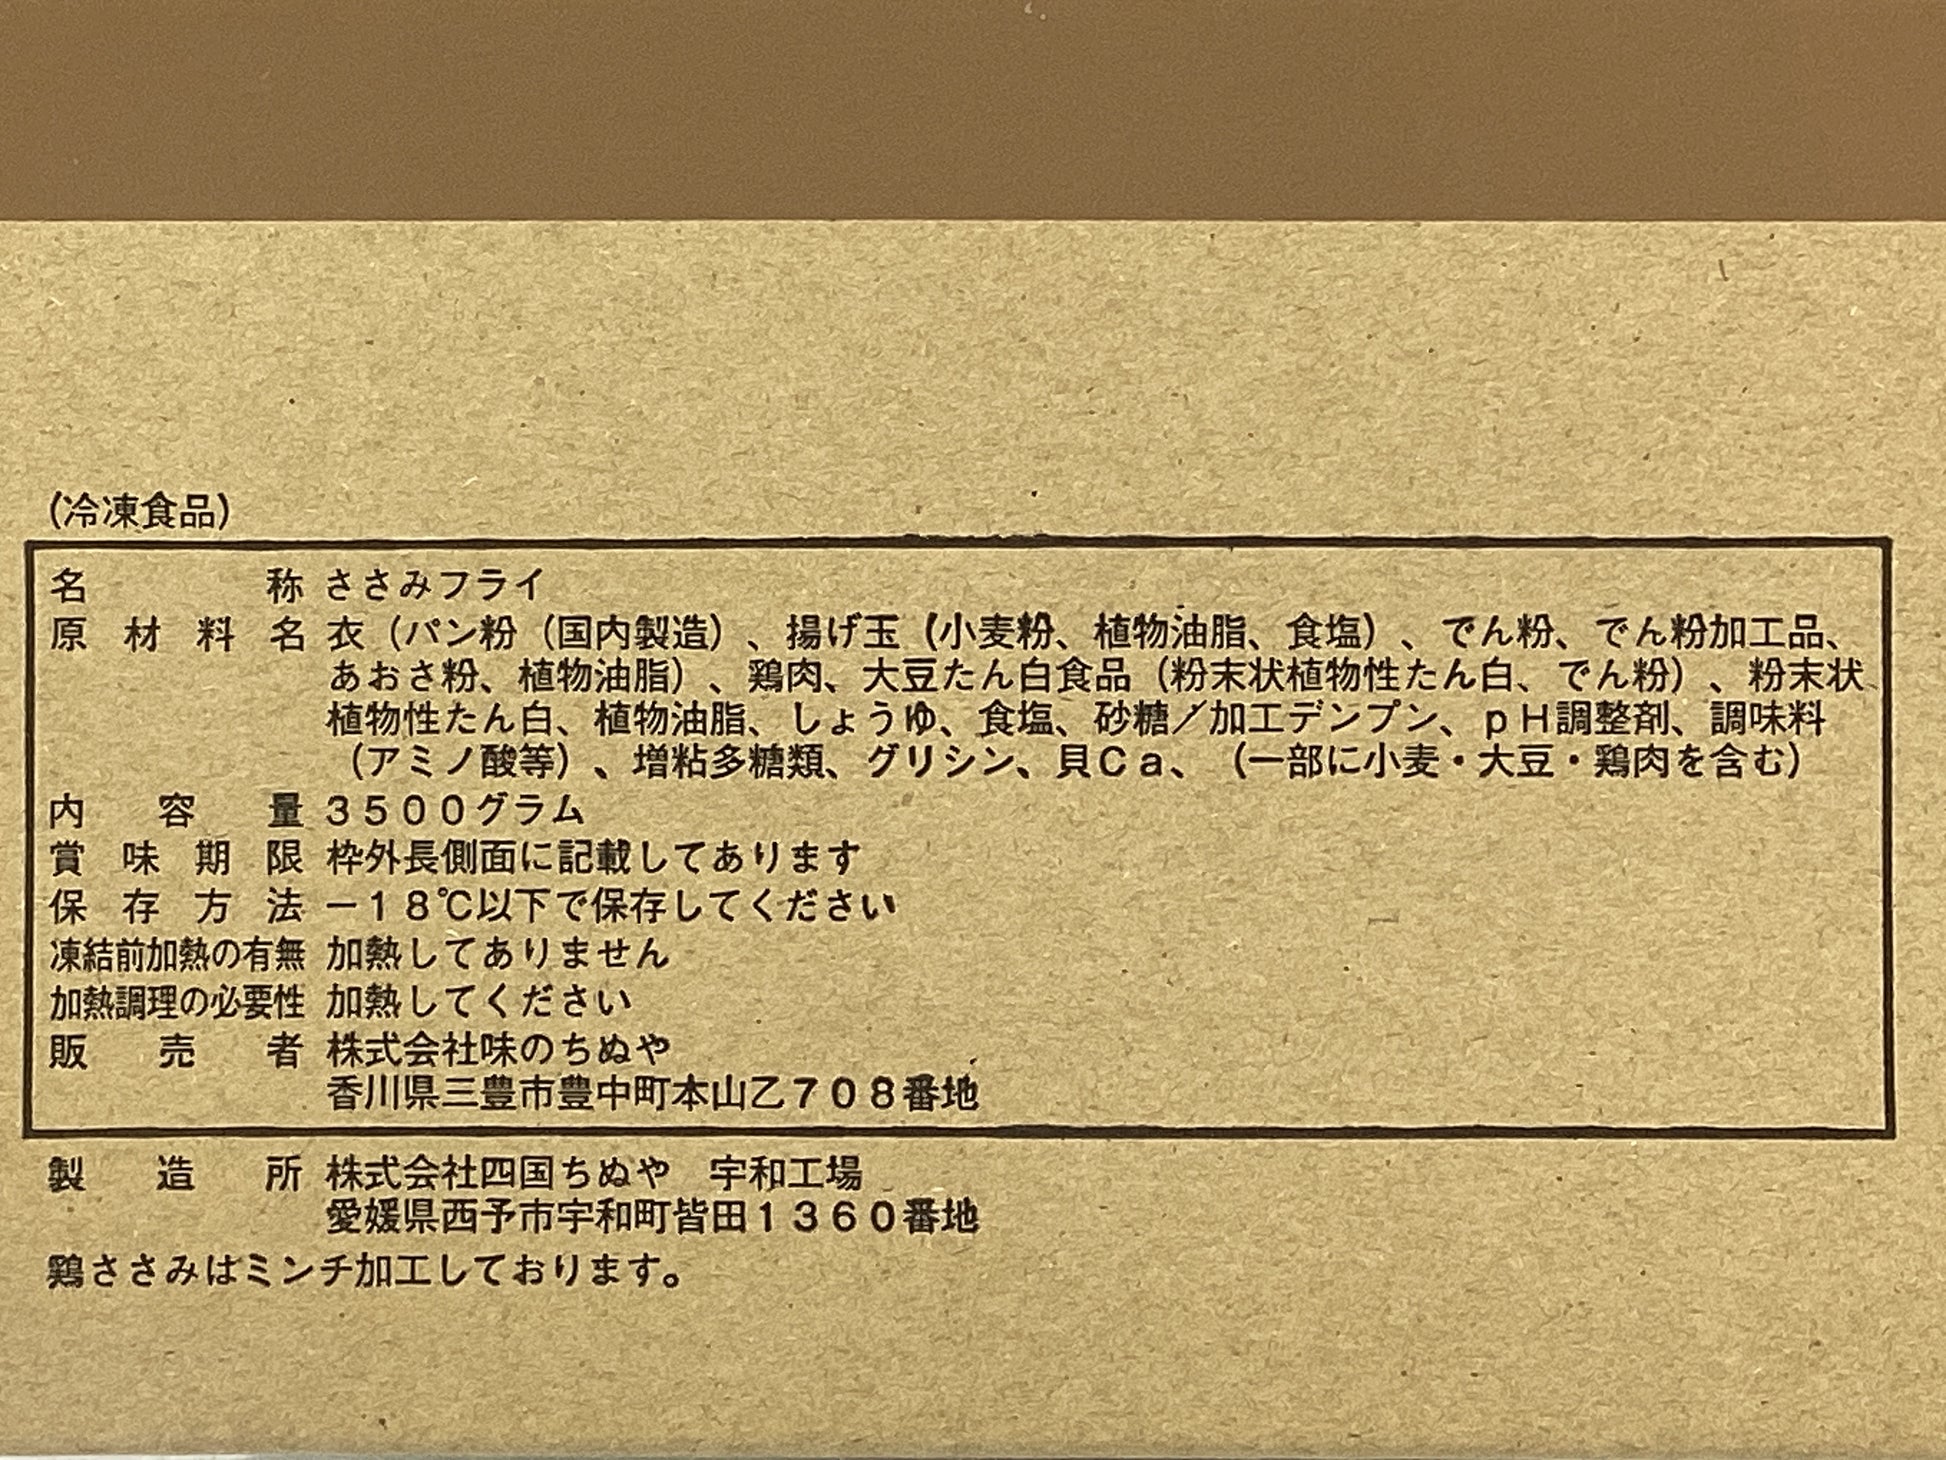 (冷凍食品)
名称 ささみフライ
原材料名 衣（パン粉（国内製造）、揚げ玉（小麦粉、植物油脂、食塩）、でん粉、でん粉加工品、
あおさ粉、植物油脂）、鶏肉、大豆たん白食品（粉末状植物性たん白、でん粉）、粉末状
植物性たん白、植物油脂、しょうゆ、食塩、砂糖／加工デンプン、ｐＨ調整剤、調味料
（アミノ酸等）、増粘多糖類、グリシン、貝Ｃａ、（一部に小麦・大豆・鶏肉を含む）
内容量 ３５００グラム
賞味期限 枠外長側面に記載してあります
保存方法 －１８℃以下で保存してください
凍結前加熱の有無 加熱してありません
加熱調理の必要性 加熱してください
販売者 株式会社味のちぬや
香川県三豊市豊中町本山乙７０８番地
製造所 株式会社四国ちぬや　宇和工場
愛媛県西予市宇和町皆田１３６０番地
鶏ささみはミンチ加工しております。